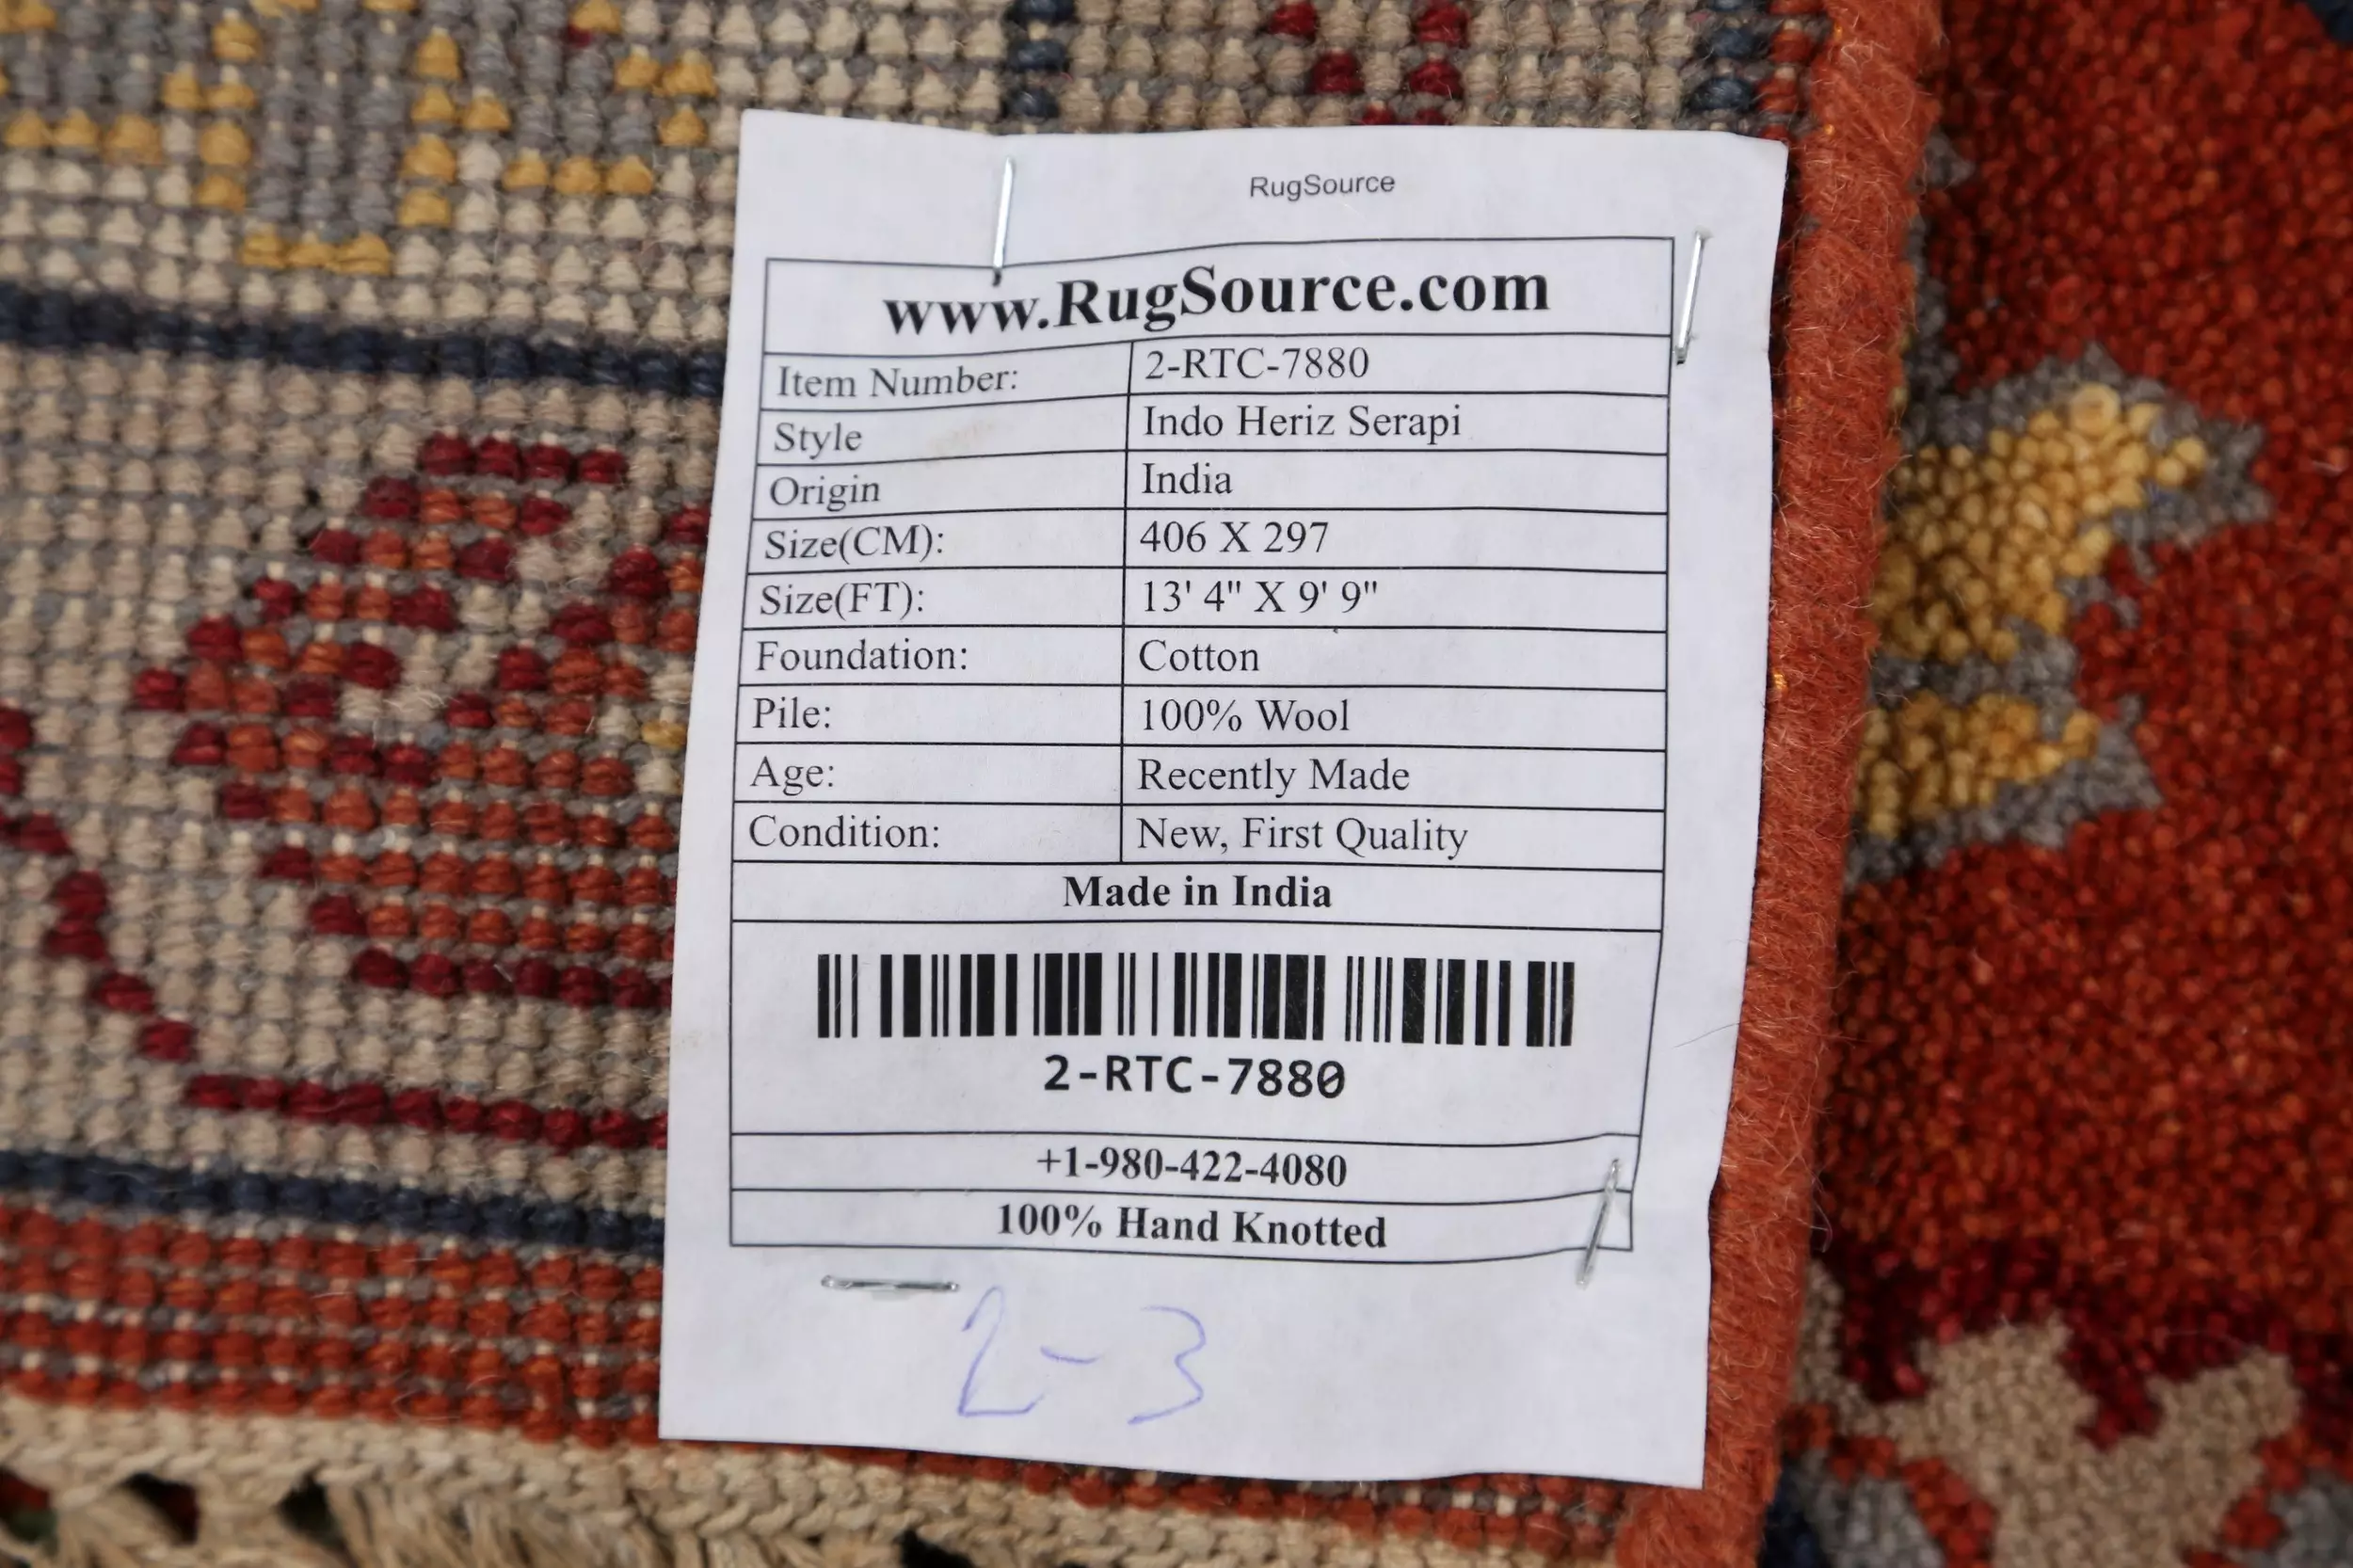 RugSource
www.RugSource.com
Item Number: 2-RTC-7880
Style Indo Heriz Serapi
Origin India
Size(CM): 406 X 297
Size(FT): 13' 4" X 9' 9"
Foundation: Cotton
Pile: 100% Wool
Age: Recently Made
Condition: New, First Quality
Made in India
2-RTC-7880
+1-980-422-4080
100% Hand Knotted
2-3